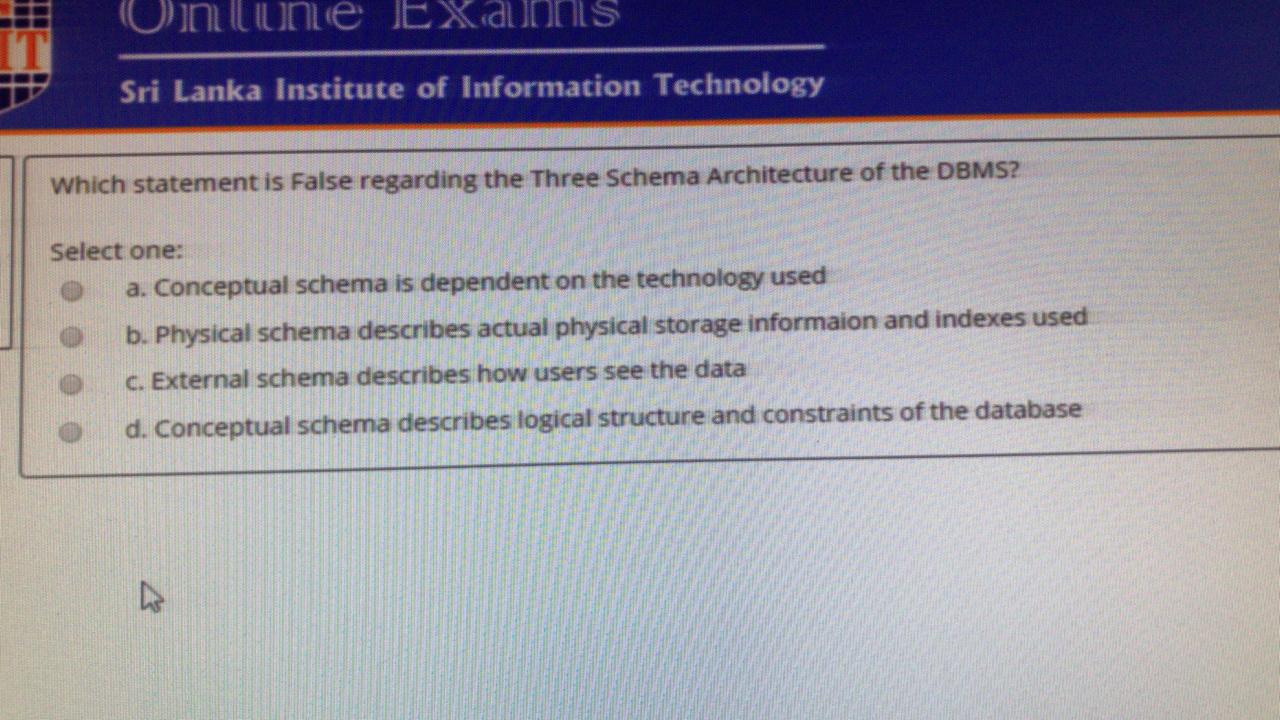 Online Exams
IT
Sri Lanka Institute of Information Technology
Which statement is False regarding the Three Schema Architecture of the DBMS?
Select one:
a. Conceptual schema is dependent on the technology used
b. Physical schema describes actual physical storage informaion and indexes used
c. External schema describes how users see the data
d. Conceptual schema describes logical structure and constraints of the database